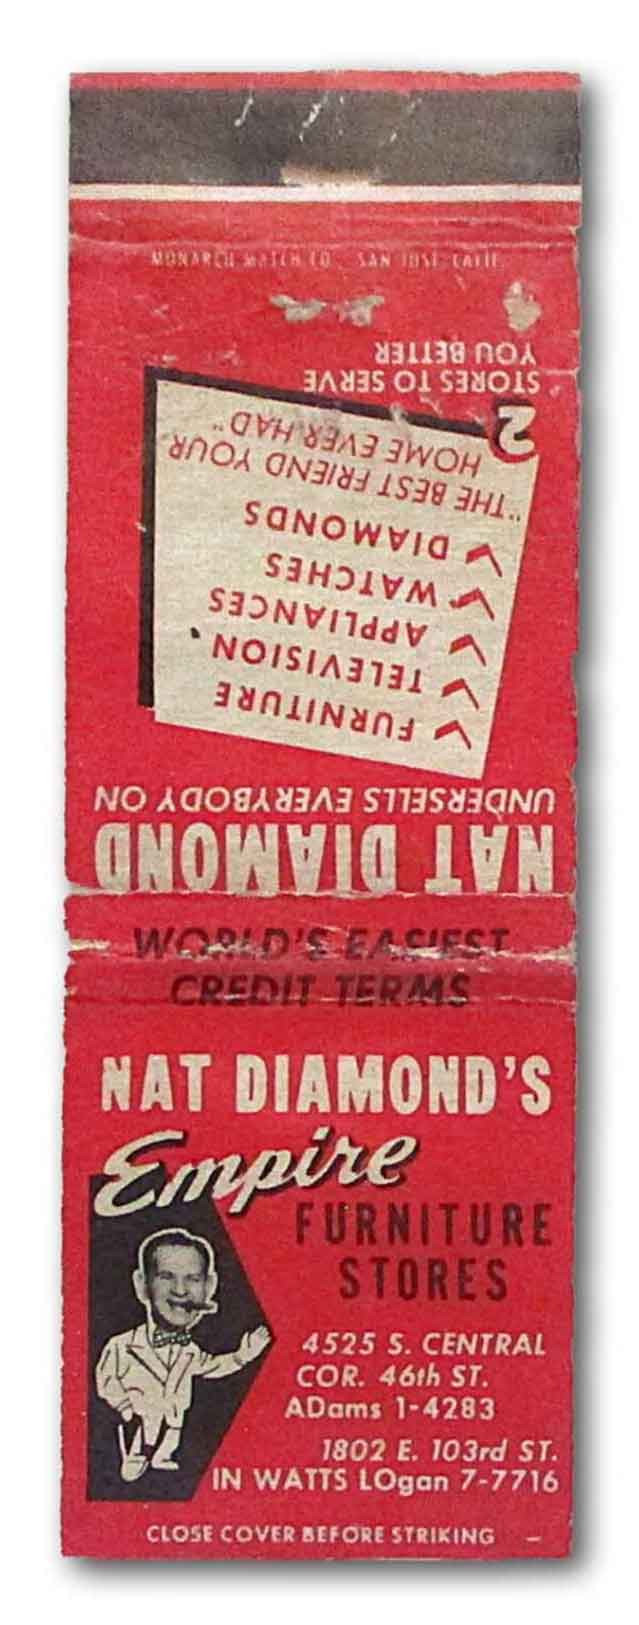 MONARCH MATCH CO., SAN JOSE, CALIF.
NAT DIAMOND
UNDERSELLS EVERYBODY ON
FURNITURE
TELEVISION
APPLIANCES
WATCHES
DIAMONDS
"THE BEST FRIEND YOUR
HOME EVER HAD"
2
STORES TO SERVE
YOU BETTER
WORLD'S EASIEST
CREDIT TERMS
NAT DIAMOND'S
Empire
FURNITURE
STORES
4525 S. CENTRAL
COR. 46th ST.
ADams 1-4283
1802 E. 103rd ST.
IN WATTS LOgan 7-7716
CLOSE COVER BEFORE STRIKING